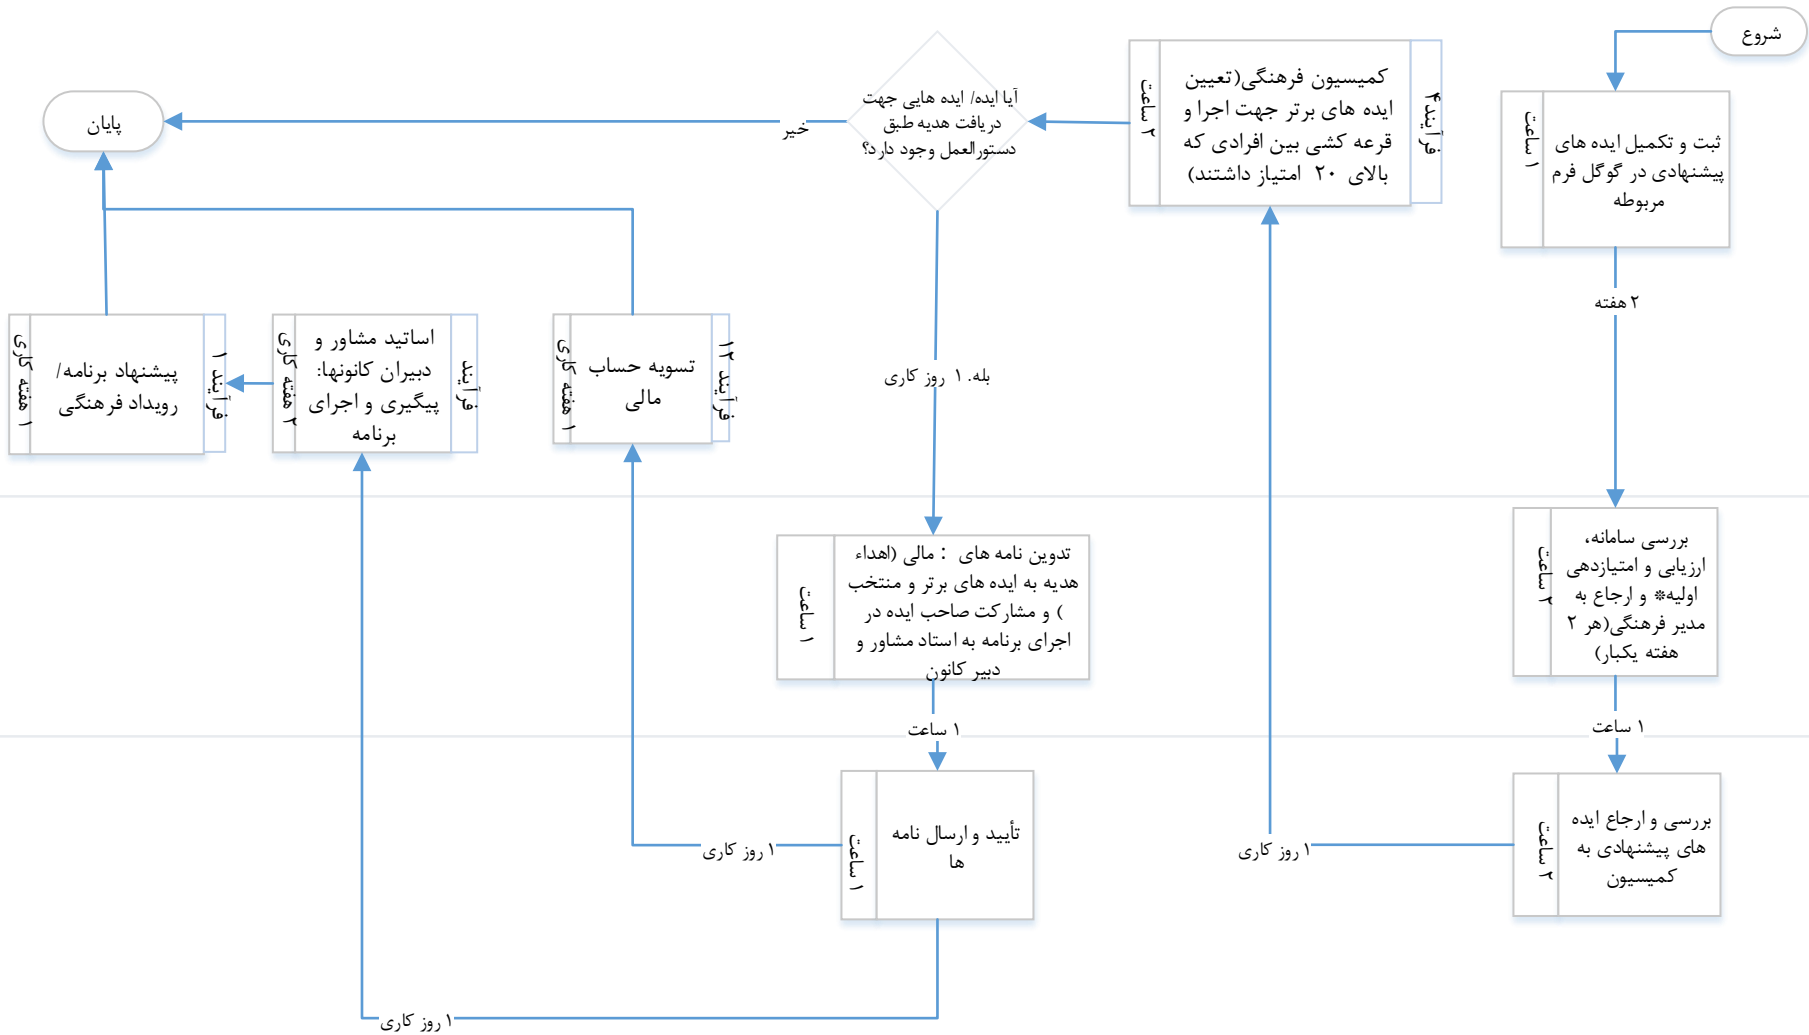 شروع
ثبت و تکمیل ایده های
پیشنهادی در گوگل فرم
مربوطه
۱ ساعت
۲ هفته
بررسی سامانه،
ارزیابی و امتیازدهی
اولیه* و ارجاع به
مدیر فرهنگی(هر ۲
هفته یکبار)
۲ ساعت
۱ ساعت
بررسی و ارجاع ایده
های پیشنهادی به
کمیسیون
۲ ساعت
۱ روز کاری
فرآیند۴
کمیسیون فرهنگی(تعیین
ایده های برتر جهت اجرا و
قرعه کشی بین افرادی که
بالای ۲۰ امتیاز داشتند)
۲ ساعت
آیا ایده/ ایده هایی جهت
دریافت هدیه طبق
دستورالعمل وجود دارد؟
خیر
پایان
بله. ۱ روز کاری
تدوین نامه های : مالی (اهداء
هدیه به ایده های برتر و منتخب
) و مشارکت صاحب ایده در
اجرای برنامه به استاد مشاور و
دبیر کانون
۱ ساعت
۱ ساعت
تأیید و ارسال نامه
ها
۱ ساعت
۱ روز کاری
۱ روز کاری
فرآیند ۱۲
تسویه حساب
مالی
۱ هفته کاری
فرآیند
اساتید مشاور و
دبیران کانونها:
پیگیری و اجرای
برنامه
۲ هفته کاری
فرآیند ۱
پیشنهاد برنامه/
رویداد فرهنگی
۱ هفته کاری